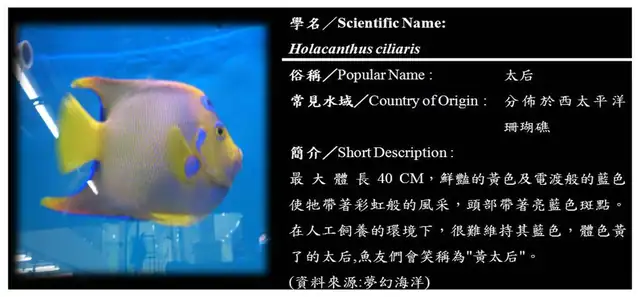 學名／Scientific Name:
Holacanthus ciliaris
俗稱／Popular Name : 太后
常見水域／Country of Origin : 分佈於西太平洋
珊瑚礁
簡介／Short Description :
最大體長 40 CM，鮮豔的黃色及電渡般的藍色
使牠帶著彩虹般的風采，頭部帶著亮藍色斑點。
在人工飼養的環境下，很難維持其藍色，體色黃
了的太后,魚友們會笑稱為"黃太后"。
(資料來源:夢幻海洋)